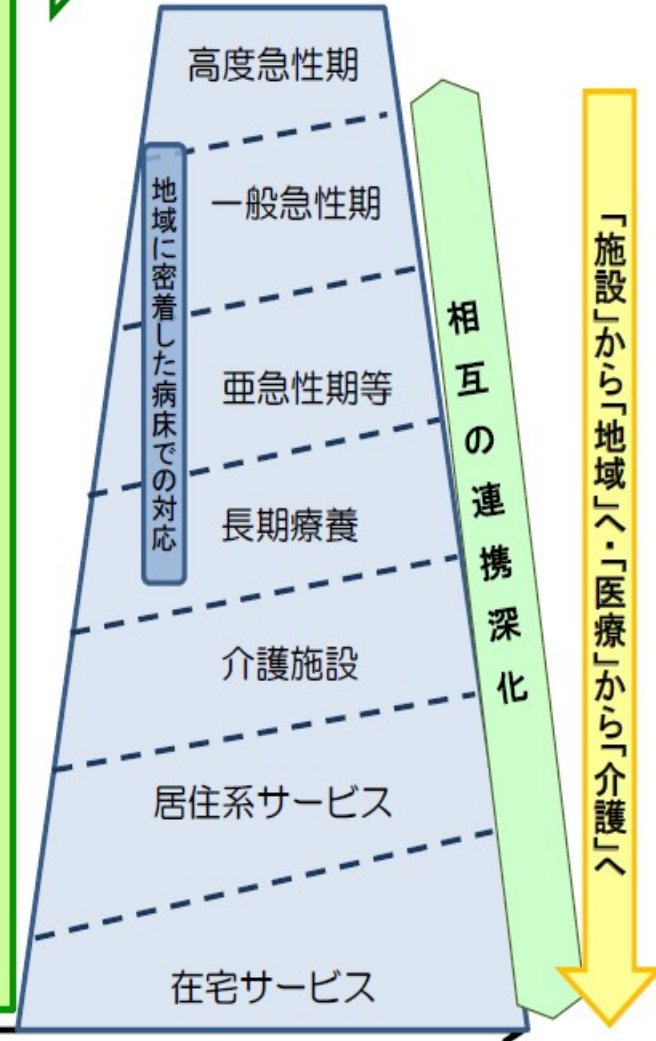 高度急性期
一般急性期
亜急性期等
長期療養
介護施設
居住系サービス
在宅サービス
地域に密着した病床での対応
相互の連携深化
「施設」から「地域」へ・「医療」から「介護」へ